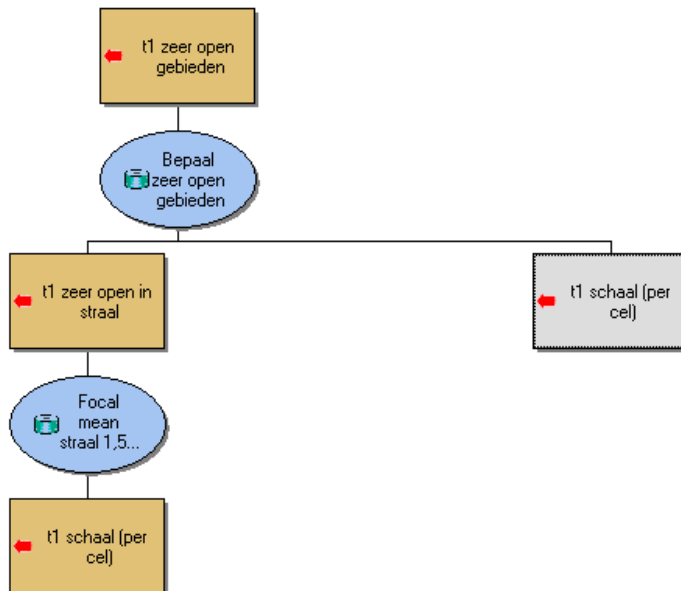 t1 zeer open
gebieden
Bepaal
zeer open
gebieden
t1 zeer open in
straal
t1 schaal (per
cel)
Focal
mean
straal 1,5...
t1 schaal (per
cel)